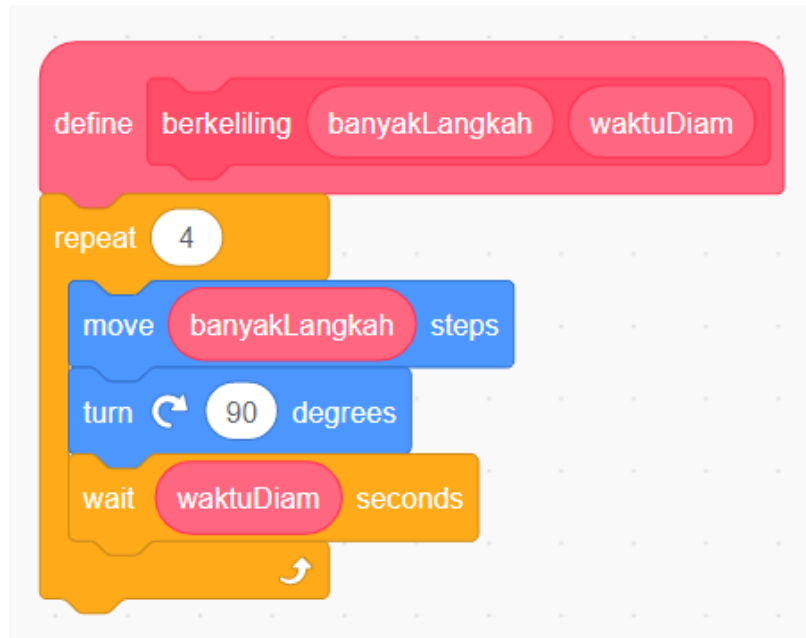 define berkeliling banyakLangkah waktuDiam
repeat 4
move banyakLangkah steps
turn 90 degrees
wait waktuDiam seconds